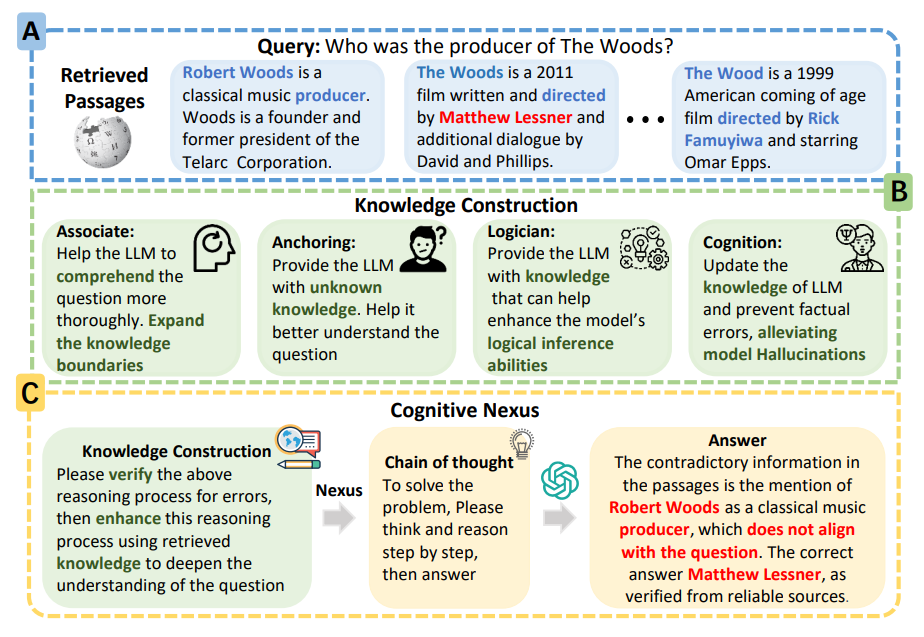 A
Query: Who was the producer of The Woods?
Retrieved
Passages
Robert Woods is a
classical music producer.
Woods is a founder and
former president of the
Telarc Corporation.
The Woods is a 2011
film written and directed
by Matthew Lessner and
additional dialogue by
David and Phillips.
• • •
The Wood is a 1999
American coming of age
film directed by Rick
Famuyiwa and starring
Omar Epps.
B
Knowledge Construction
Associate:
Help the LLM to
comprehend the
question more
thoroughly. Expand
the knowledge
boundaries
Anchoring:
Provide the LLM
with unknown
knowledge. Help it
better understand the
question
Logician:
Provide the LLM
with knowledge
that can help
enhance the model's
logical inference
abilities
Cognition:
Update the
knowledge of LLM
and prevent factual
errors, alleviating
model Hallucinations
C
Cognitive Nexus
Knowledge Construction
Please verify the above
reasoning process for errors,
then enhance this reasoning
process using retrieved
knowledge to deepen the
understanding of the question
Nexus
Chain of thought
To solve the
problem, Please
think and reason
step by step,
then answer
Answer
The contradictory information in
the passages is the mention of
Robert Woods as a classical music
producer, which does not align
with the question. The correct
answer Matthew Lessner, as
verified from reliable sources.